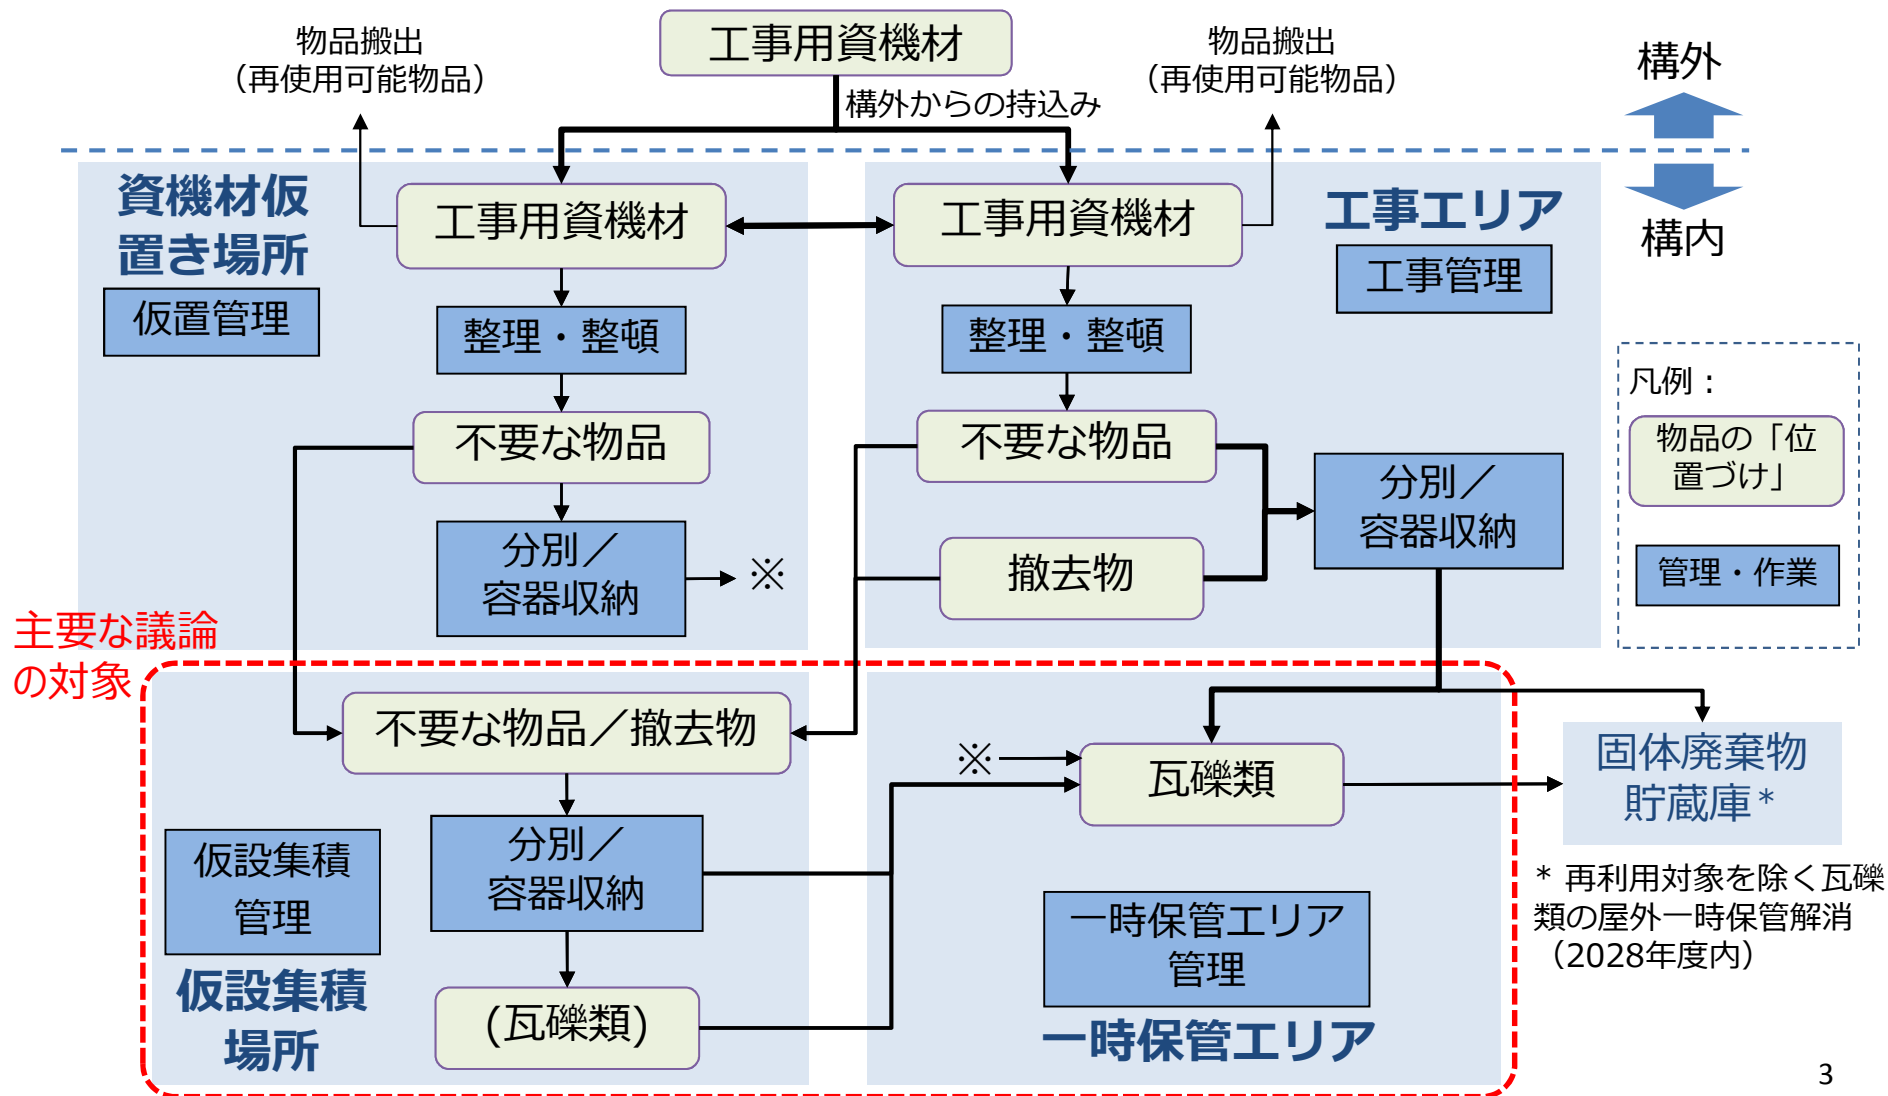 工事用資機材
物品搬出
（再使用可能物品）
構外からの持込み
物品搬出
（再使用可能物品）
構外
構内
資機材仮
置き場所
仮置管理
工事用資機材
整理・整頓
不要な物品
分別／
容器収納
※
工事エリア
工事管理
工事用資機材
整理・整頓
不要な物品
撤去物
分別／
容器収納
凡例：
物品の「位
置づけ」
管理・作業
主要な議論
の対象
不要な物品／撤去物
仮設集積
管理
分別／
容器収納
仮設集積
場所
(瓦礫類)
※
瓦礫類
一時保管エリア
管理
一時保管エリア
固体廃棄物
貯蔵庫*
* 再利用対象を除く瓦礫
類の屋外一時保管解消
（2028年度内）
3